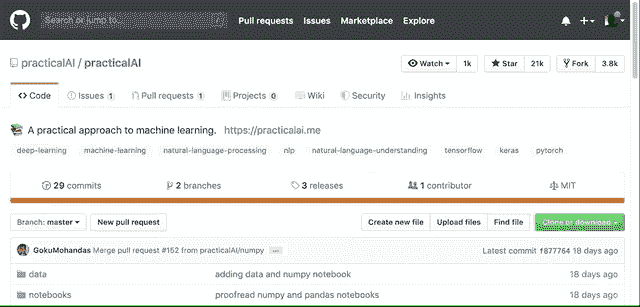 Search or jump to... / Pull requests Issues Marketplace Explore
practicalAI / practicalAI Watch 1k Star 21k Fork 3.8k
Code Issues 1 Pull requests 1 Projects 0 Wiki Security Insights
A practical approach to machine learning. https://practicalai.me
deep-learning machine-learning natural-language-processing nlp natural-language-understanding tensorflow keras pytorch
29 commits 2 branches 3 releases 1 contributor MIT
Branch: master New pull request Create new file Upload files Find file Clone or download
GokuMohandas Merge pull request #152 from practicalAI/numpy ... Latest commit f877764 18 days ago
data adding data and numpy notebook 18 days ago
notebooks proofread numpy and pandas notebooks 18 days ago